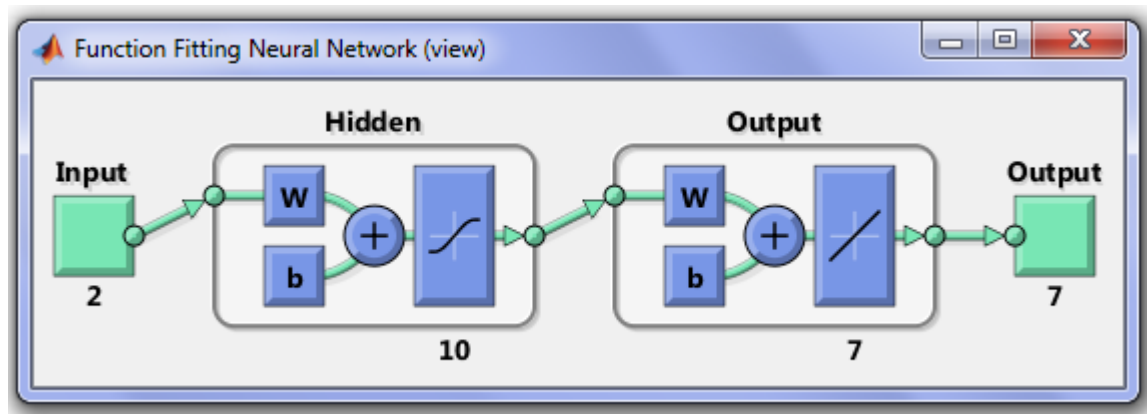 Function Fitting Neural Network (view)
Hidden
Output
Input
Output
W
W
+
+
b
b
2
7
10
7